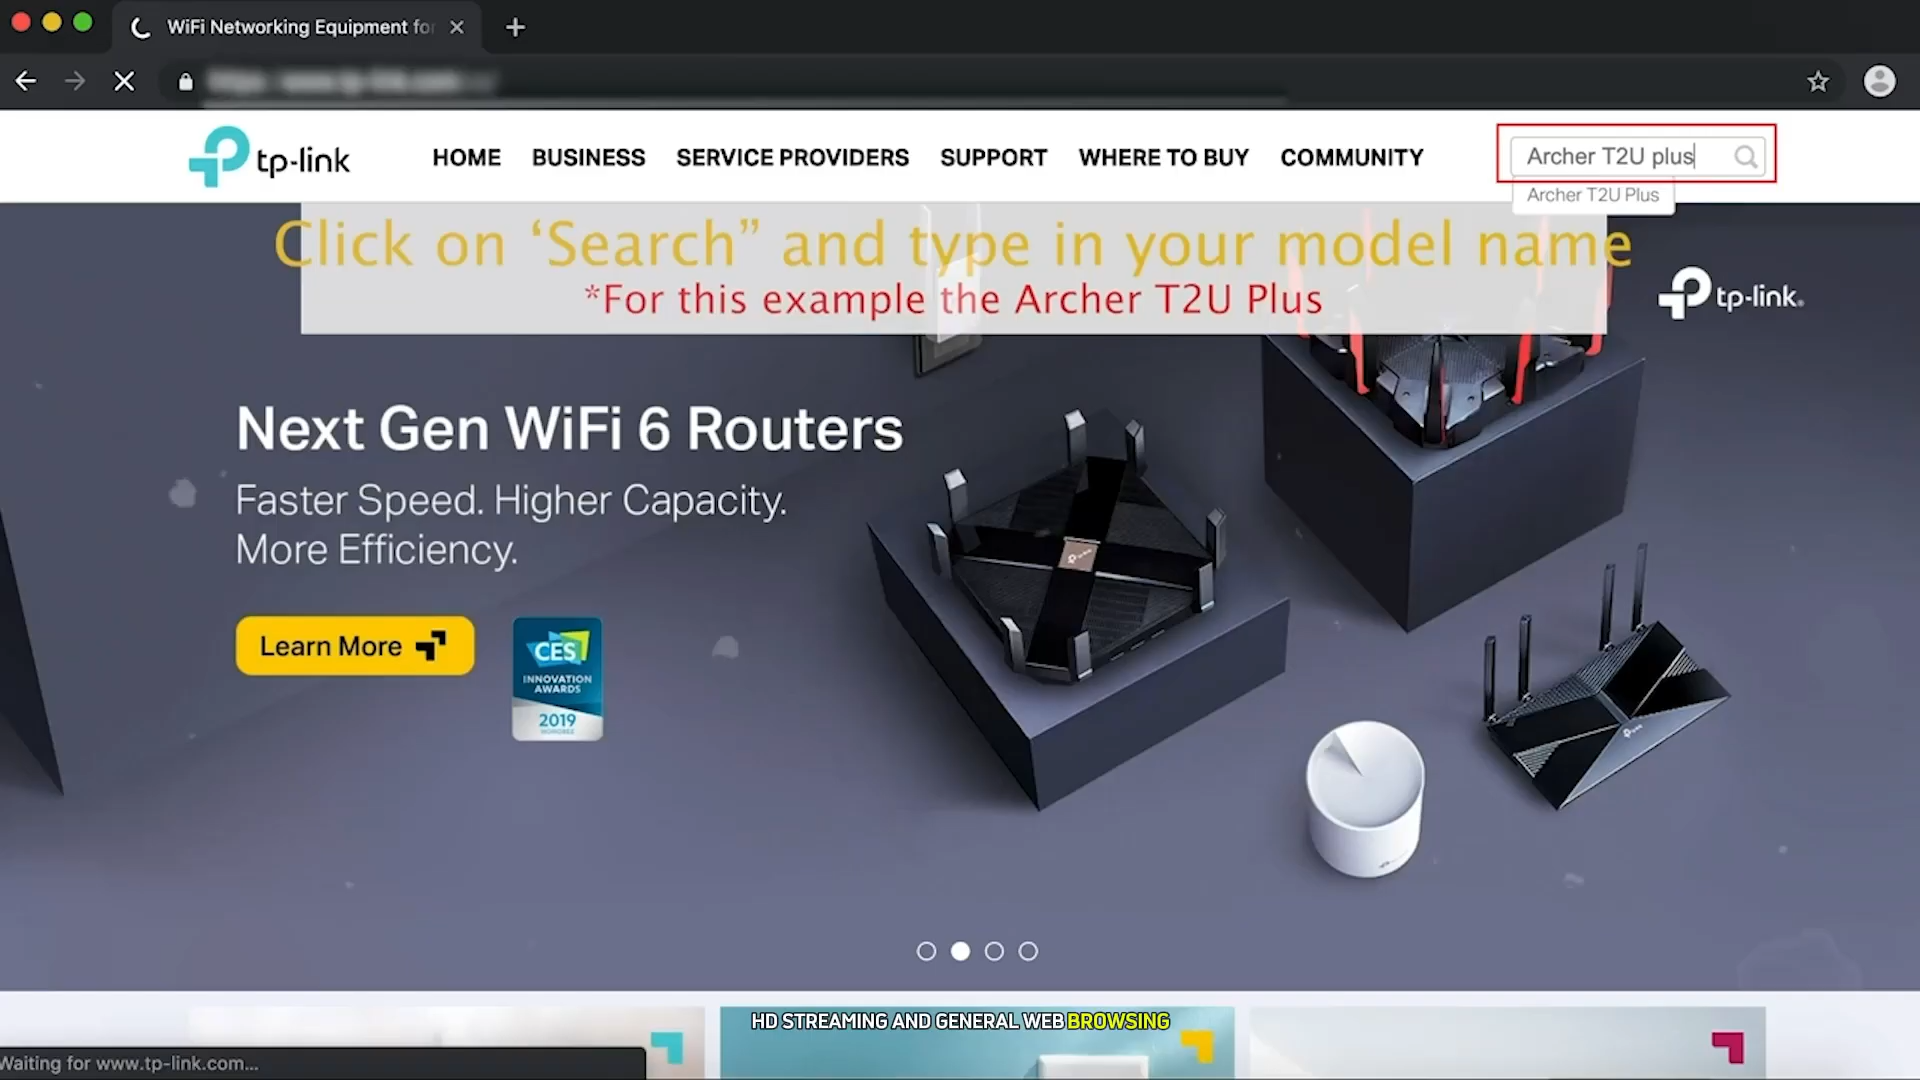 WiFi Networking Equipment for
tp-link
HOME
BUSINESS
SERVICE PROVIDERS
SUPPORT
WHERE TO BUY
COMMUNITY
Archer T2U plus
Archer T2U Plus
Click on ‘Search” and type in your model name
*For this example the Archer T2U Plus
tp-link
Next Gen WiFi 6 Routers
Faster Speed. Higher Capacity.
More Efficiency.
Learn More
CES
INNOVATION
AWARDS
2019
HONOREE
HD STREAMING AND GENERAL WEB BROWSING
Waiting for www.tp-link.com...